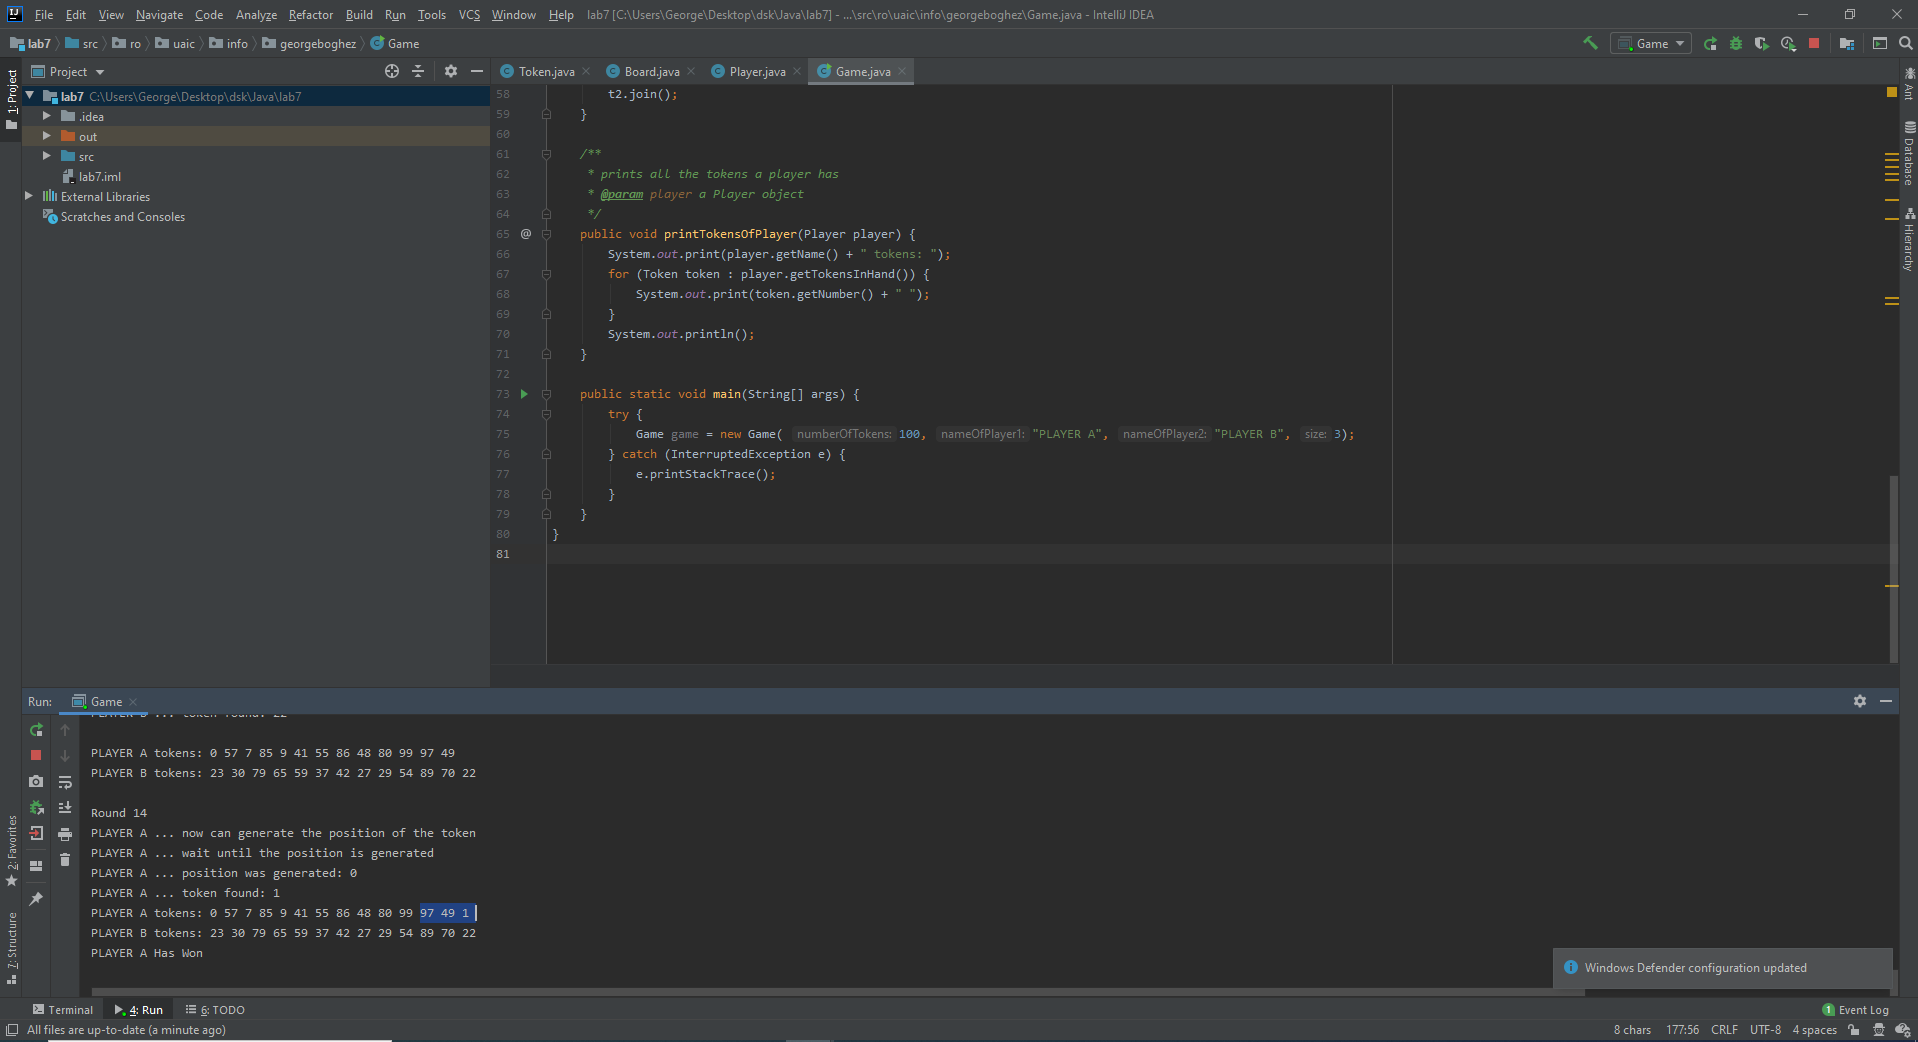 File Edit View Navigate Code Analyze Refactor Build Run Tools VCS Window Help lab7 [C:\Users\George\Desktop\dsk\Java\lab7] - ...\src\ro\uaic\info\georgeboghez\Game.java - IntelliJ IDEA
lab7 src ro uaic info georgeboghez Game
Game
Project
Token.java Board.java Player.java Game.java
1: Project
lab7 C:\Users\George\Desktop\dsk\Java\lab7
.idea
out
src
lab7.iml
External Libraries
Scratches and Consoles
58 t2.join();
59 }
60
61 /**
62 * prints all the tokens a player has
63 * @param player a Player object
64 */
65 @ public void printTokensOfPlayer(Player player) {
66 System.out.print(player.getName() + " tokens: ");
67 for (Token token : player.getTokensInHand()) {
68 System.out.print(token.getNumber() + " ");
69 }
70 System.out.println();
71 }
72
73 public static void main(String[] args) {
74 try {
75 Game game = new Game( numberOfTokens: 100, nameOfPlayer1: "PLAYER A", nameOfPlayer2: "PLAYER B", size: 3);
76 } catch (InterruptedException e) {
77 e.printStackTrace();
78 }
79 }
80 }
81
Ant
Database
Hierarchy
Run: Game
PLAYER B ... token found: 22
PLAYER A tokens: 0 57 7 85 9 41 55 86 48 80 99 97 49
PLAYER B tokens: 23 30 79 65 59 37 42 27 29 54 89 70 22
Round 14
PLAYER A ... now can generate the position of the token
PLAYER A ... wait until the position is generated
PLAYER A ... position was generated: 0
PLAYER A ... token found: 1
PLAYER A tokens: 0 57 7 85 9 41 55 86 48 80 99 97 49 1
PLAYER B tokens: 23 30 79 65 59 37 42 27 29 54 89 70 22
PLAYER A Has Won
2: Favorites
7: Structure
Windows Defender configuration updated
Terminal 4: Run 6: TODO
1 Event Log
All files are up-to-date (a minute ago)
8 chars 177:56 CRLF UTF-8 4 spaces